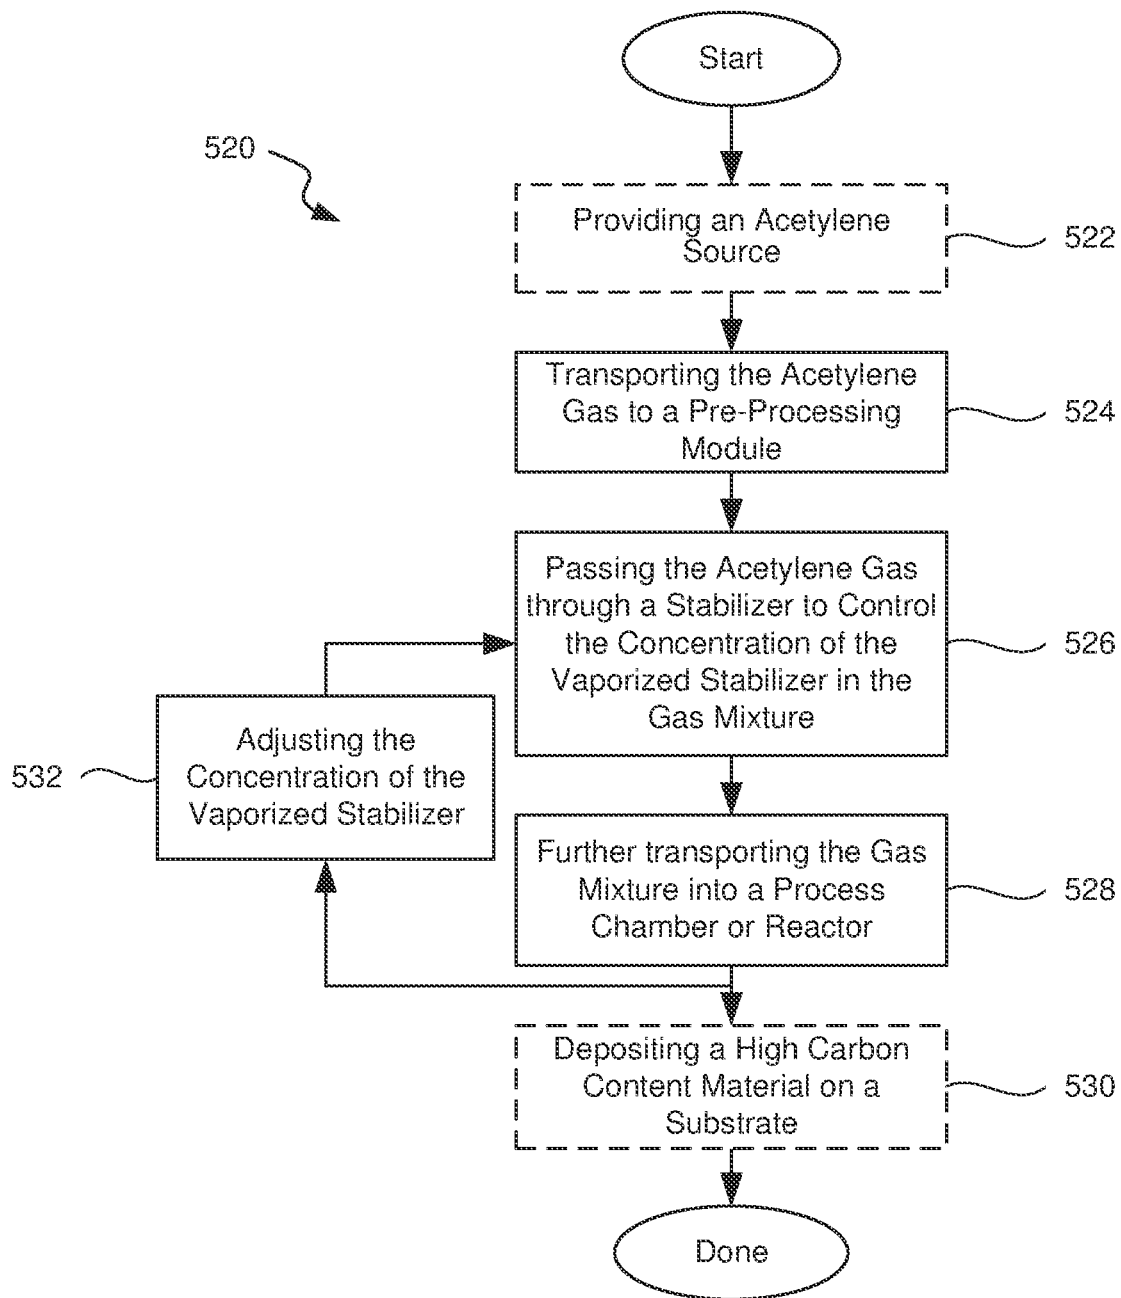 Start
520
Providing an Acetylene
Source
522
Transporting the Acetylene
Gas to a Pre-Processing
Module
524
Passing the Acetylene Gas
through a Stabilizer to Control
the Concentration of the
Vaporized Stabilizer in the
Gas Mixture
526
Adjusting the
Concentration of the
Vaporized Stabilizer
532
Further transporting the Gas
Mixture into a Process
Chamber or Reactor
528
Depositing a High Carbon
Content Material on a
Substrate
530
Done